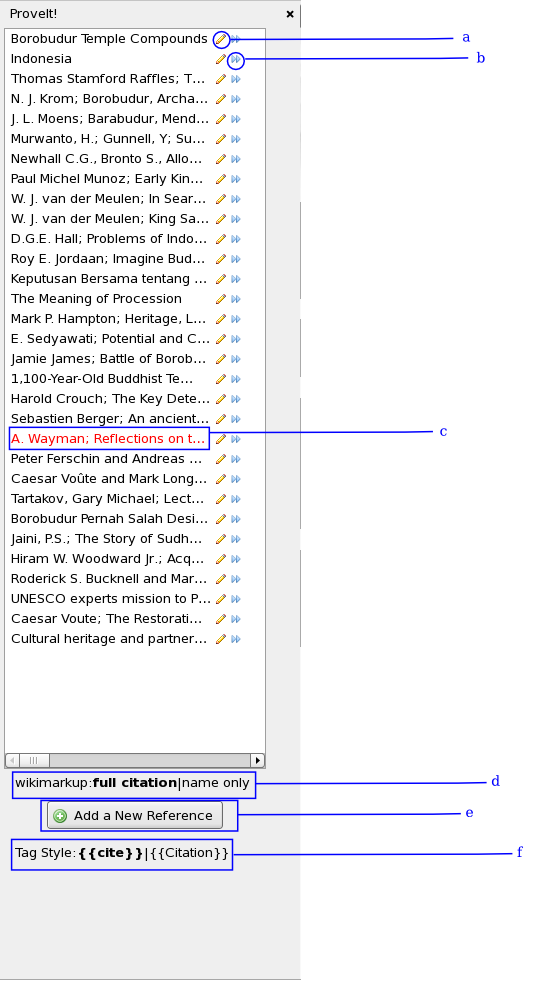 ProveIt!
Borobudur Temple Compounds
a
Indonesia
b
Thomas Stamford Raffles; T...
N. J. Krom; Borobudur, Archa...
J. L. Moens; Barabudur, Mend...
Murwanto, H.; Gunnell, Y; Su...
Newhall C.G., Bronto S., Allo...
Paul Michel Munoz; Early Kin...
W. J. van der Meulen; In Sear...
W. J. van der Meulen; King Sa...
D.G.E. Hall; Problems of Indo...
Roy E. Jordaan; Imagine Bud...
Keputusan Bersama tentang ...
The Meaning of Procession
Mark P. Hampton; Heritage, L...
E. Sedyawati; Potential and C...
Jamie James; Battle of Borob...
1,100-Year-Old Buddhist Te...
Harold Crouch; The Key Dete...
Sebastien Berger; An ancient...
A. Wayman; Reflections on t...
c
Peter Ferschin and Andreas ...
Caesar Voûte and Mark Long...
Tartakov, Gary Michael; Lect...
Borobudur Pernah Salah Desi...
Jaini, P.S.; The Story of Sudh...
Hiram W. Woodward Jr.; Acq...
Roderick S. Bucknell and Mar...
UNESCO experts mission to P...
Caesar Voute; The Restorati...
Cultural heritage and partner...
wikimarkup:full citation|name only
d
Add a New Reference
e
Tag Style: {{cite}}|{{Citation}}
f